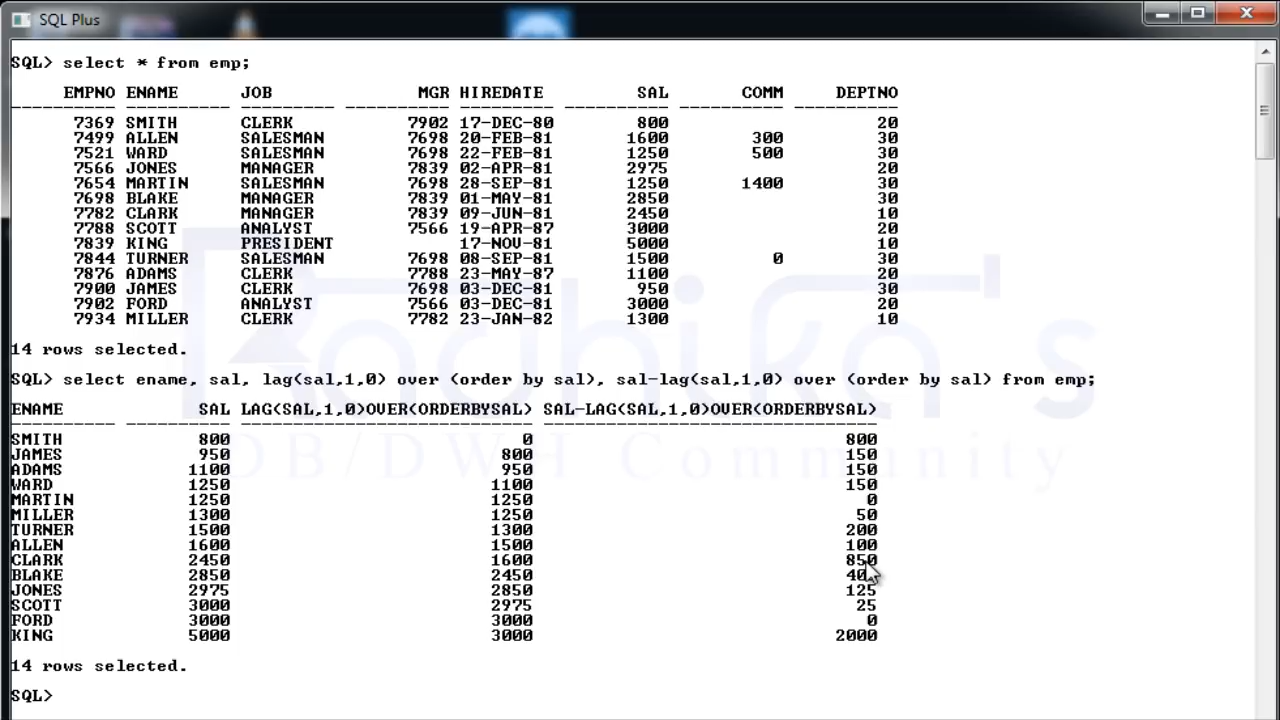 SQL Plus
SQL> select * from emp;
EMPNO ENAME JOB MGR HIREDATE SAL COMM DEPTNO
7369 SMITH CLERK 7902 17-DEC-80 800 20
7499 ALLEN SALESMAN 7698 20-FEB-81 1600 300 30
7521 WARD SALESMAN 7698 22-FEB-81 1250 500 30
7566 JONES MANAGER 7839 02-APR-81 2975 20
7654 MARTIN SALESMAN 7698 28-SEP-81 1250 1400 30
7698 BLAKE MANAGER 7839 01-MAY-81 2850 30
7782 CLARK MANAGER 7839 09-JUN-81 2450 10
7788 SCOTT ANALYST 7566 19-APR-87 3000 20
7839 KING PRESIDENT 17-NOV-81 5000 10
7844 TURNER SALESMAN 7698 08-SEP-81 1500 0 30
7876 ADAMS CLERK 7788 23-MAY-87 1100 20
7900 JAMES CLERK 7698 03-DEC-81 950 30
7902 FORD ANALYST 7566 03-DEC-81 3000 20
7934 MILLER CLERK 7782 23-JAN-82 1300 10
14 rows selected.
Radhika's
SQL> select ename, sal, lag(sal,1,0) over (order by sal), sal-lag(sal,1,0) over (order by sal) from emp;
ENAME SAL LAG(SAL,1,0)OVER(ORDERBYSAL) SAL-LAG(SAL,1,0)OVER(ORDERBYSAL)
SMITH 800 0 800
JAMES 950 800 150
DB/DWH Community
ADAMS 1100 950 150
WARD 1250 1100 150
MARTIN 1250 1250 0
MILLER 1300 1250 50
TURNER 1500 1300 200
ALLEN 1600 1500 100
CLARK 2450 1600 850
BLAKE 2850 2450
JONES 2975 2850 125
SCOTT 3000 2975 25
FORD 3000 3000 0
KING 5000 3000 2000
14 rows selected.
SQL>